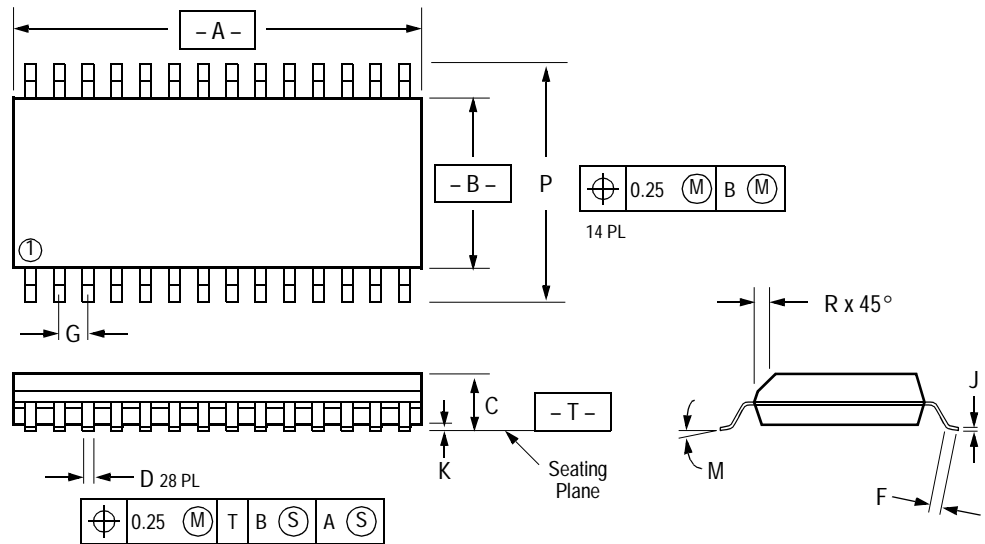 – A –
– B –
P
⌖ 0.25 Ⓜ B Ⓜ
14 PL
①
G
R x 45°
J
C
– T –
K
Seating
Plane
M
F
D 28 PL
⌖ 0.25 Ⓜ T B Ⓢ A Ⓢ